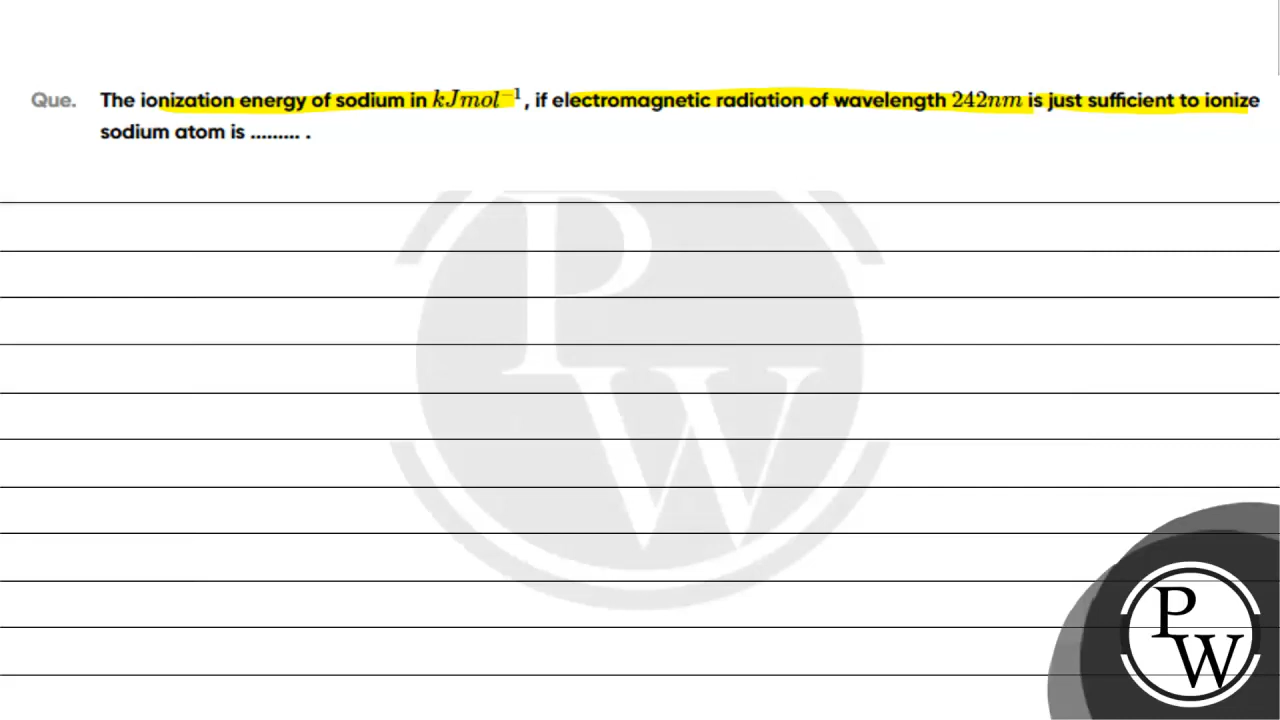 Que. The ionization energy of sodium in kJmol⁻¹, if electromagnetic radiation of wavelength 242nm is just sufficient to ionize
sodium atom is ......... .
P
W
P
W